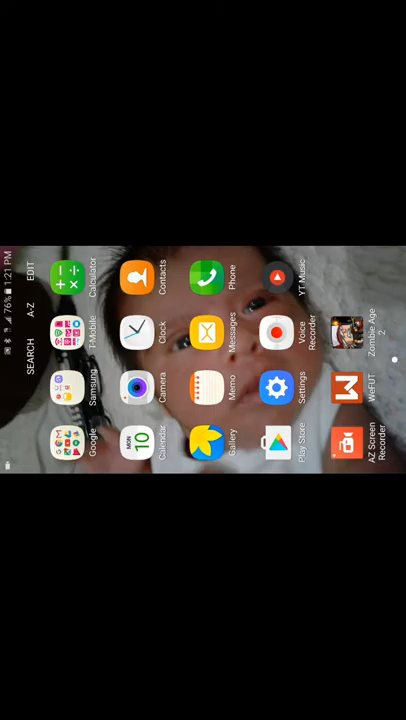 76% 1:21 PM
SEARCH A-Z EDIT
Google Samsung T-Mobile Calculator
MON
10
Calendar Camera Clock Contacts
Gallery Memo Messages Phone
Play Store Settings Voice Recorder YT Music
AZ Screen Recorder WeFUT Zombie Age 2